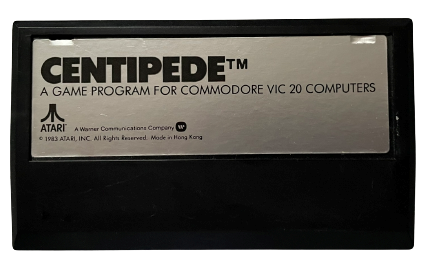 CENTIPEDE™
A GAME PROGRAM FOR COMMODORE VIC 20 COMPUTERS
ATARI® A Warner Communications Company
© 1983 ATARI, INC. All Rights Reserved. Made in Hong Kong